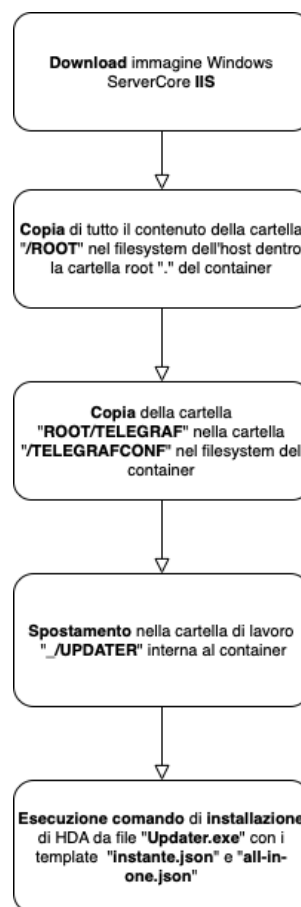 Download immagine Windows
ServerCore IIS
Copia di tutto il contenuto della cartella
"/ROOT" nel filesystem dell'host dentro
la cartella root "." del container
Copia della cartella
"ROOT/TELEGRAF" nella cartella
"/TELEGRAFCONF" nel filesystem del
container
Spostamento nella cartella di lavoro
"_/UPDATER" interna al container
Esecuzione comando di installazione
di HDA da file "Updater.exe" con i
template "instante.json" e "all-in-
one.json"